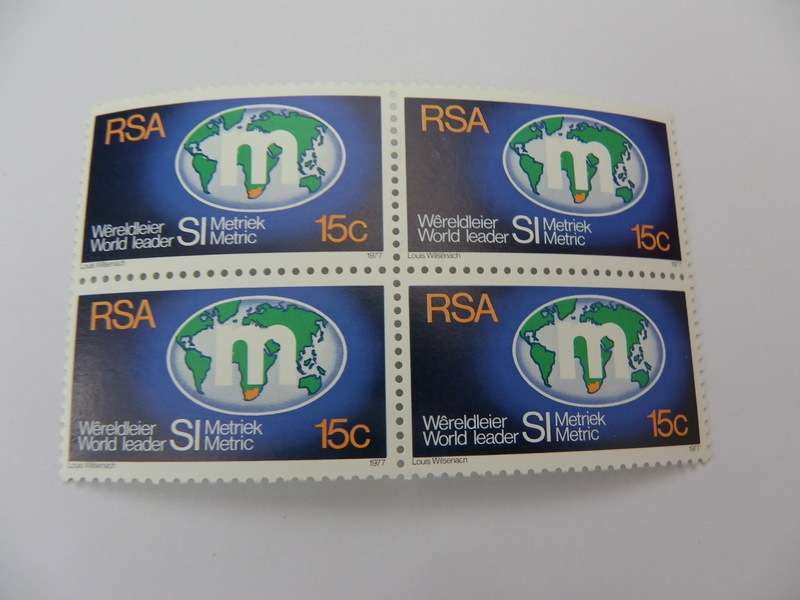 RSA
m
Wêreldleier SI Metriek
World leader Metric 15c
Louis Wilsenach 1977
RSA
m
Wêreldleier SI Metriek
World leader Metric 15c
Louis Wilsenach
RSA
m
Wêreldleier SI Metriek
World leader Metric 15c
Louis Wilsenach 1977
RSA
m
Wêreldleier SI Metriek
World leader Metric 15c
Louis Wilsenach